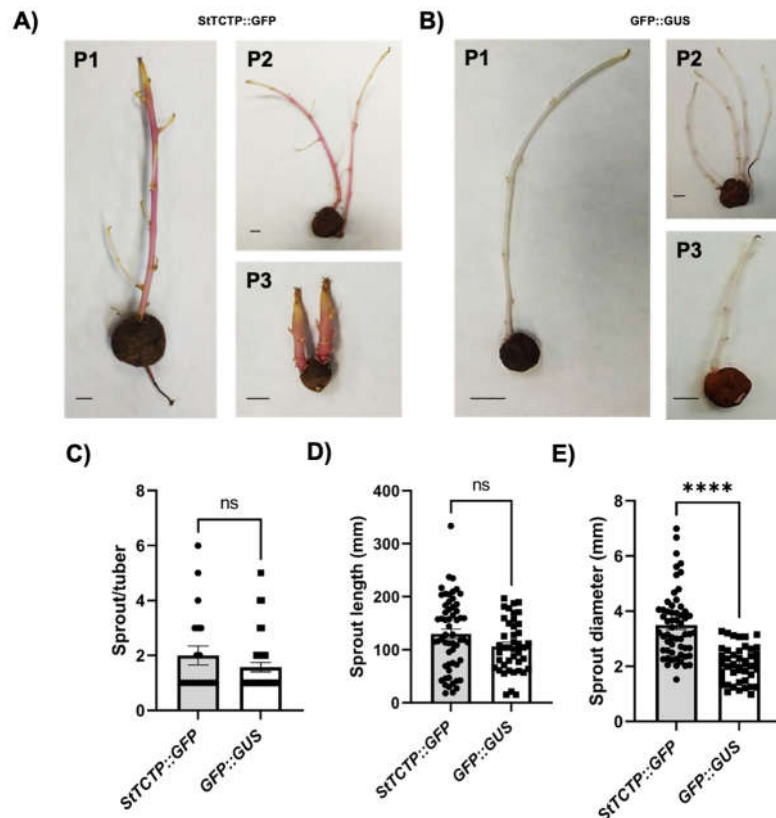 A) StTCTP::GFP
P1
P2
P3
B) GFP::GUS
P1
P2
P3
C)
Sprout/tuber
8
6
4
2
0
ns
StTCTP::GFP
GFP::GUS
D)
Sprout length (mm)
400
300
200
100
0
ns
StTCTP::GFP
GFP::GUS
E)
Sprout diameter (mm)
8
6
4
2
0
****
StTCTP::GFP
GFP::GUS